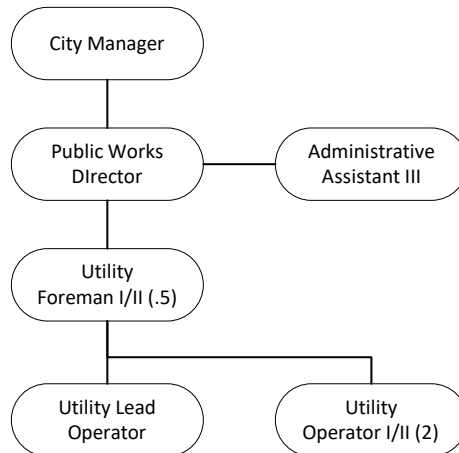 City Manager
Public Works
DIrector
Administrative
Assistant III
Utility
Foreman I/II (.5)
Utility Lead
Operator
Utility
Operator I/II (2)